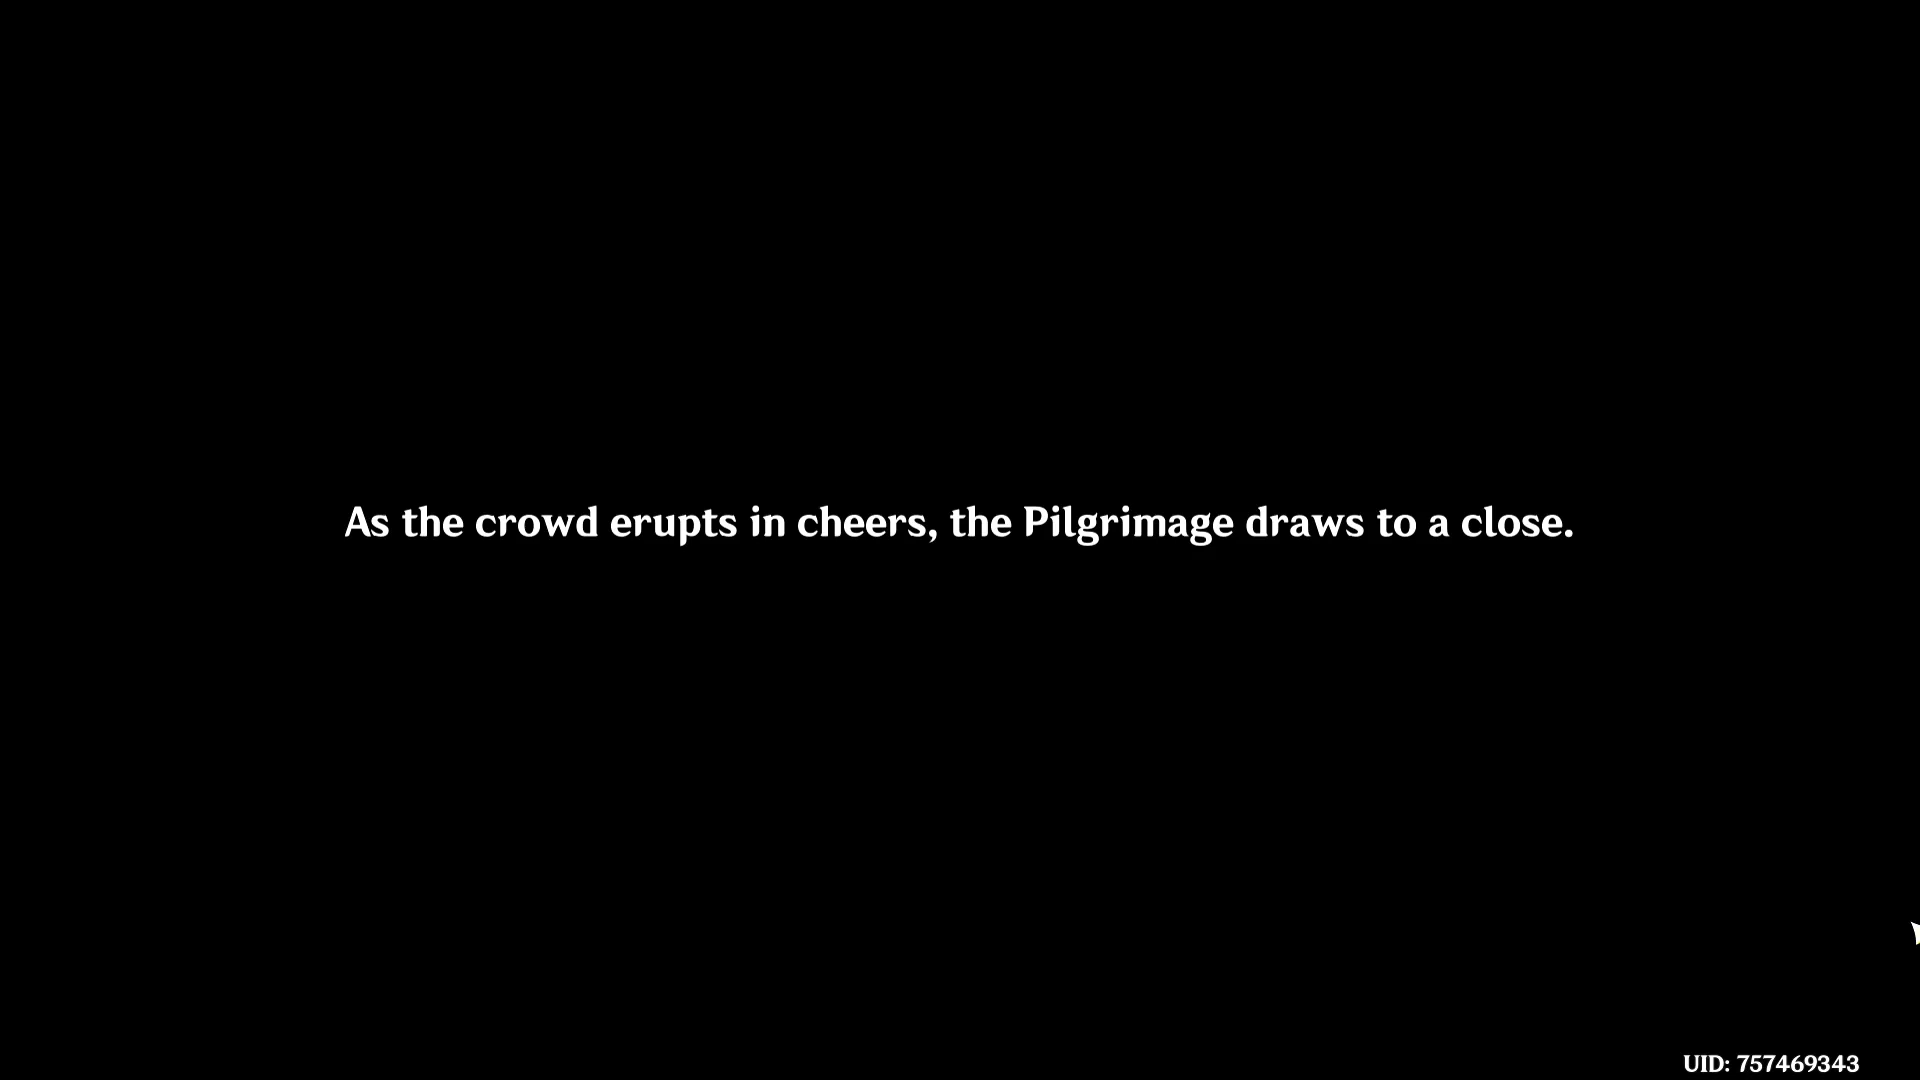 As the crowd erupts in cheers, the Pilgrimage draws to a close.
UID: 757469343